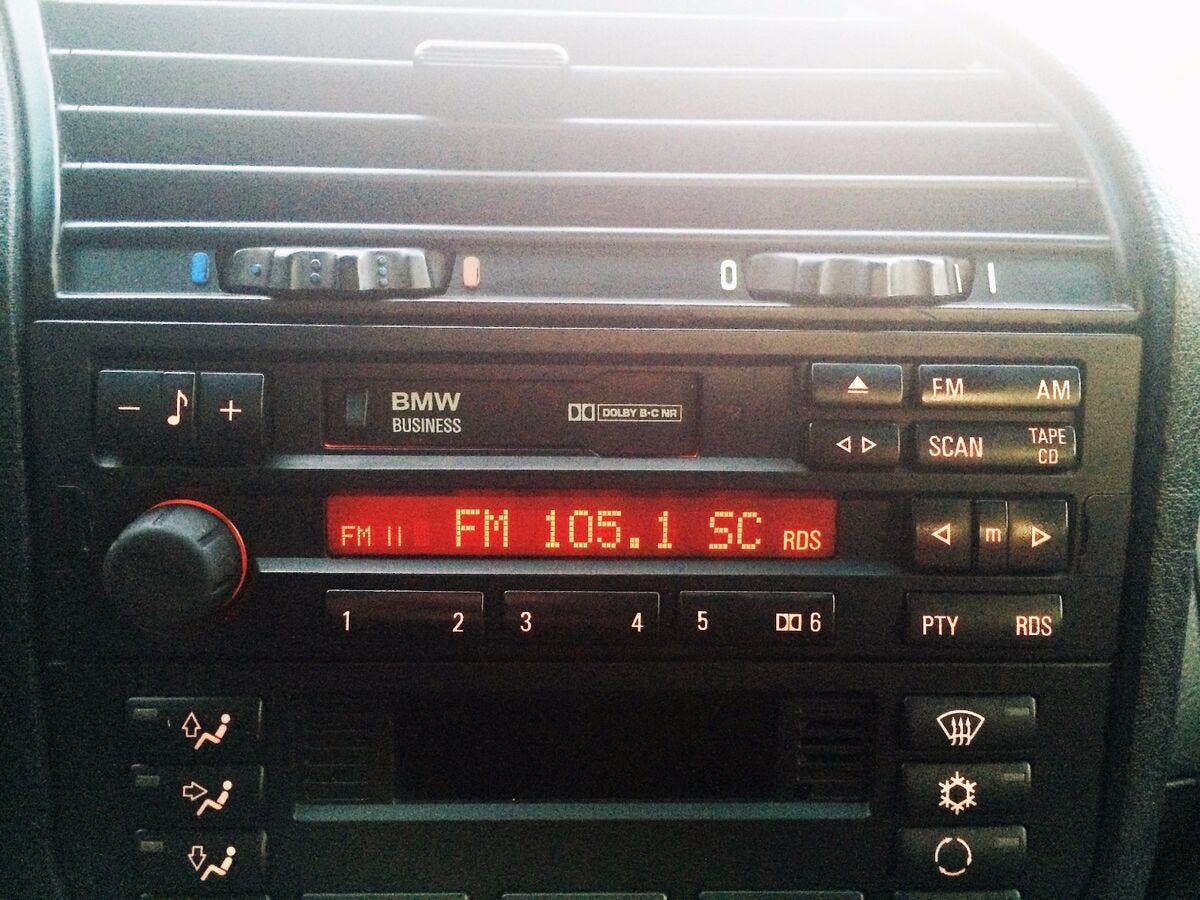 0 |
- +
BMW
BUSINESS
DOLBY B·C NR
FM AM
SCAN TAPE
CD
FM II FM 105.1 SC RDS
m
1 2 3 4 5 6
PTY RDS